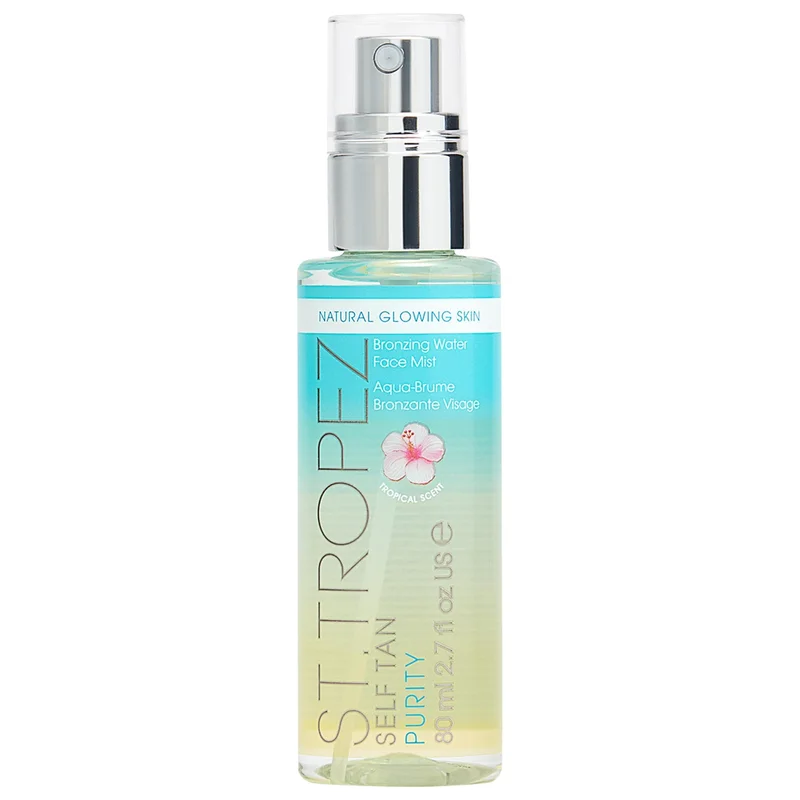 NATURAL GLOWING SKIN
Bronzing Water
Face Mist
Aqua-Brume
Bronzante Visage
TROPICAL SCENT
ST.TROPEZ
SELF TAN
PURITY
80 ml 2.7 fl oz US ℮